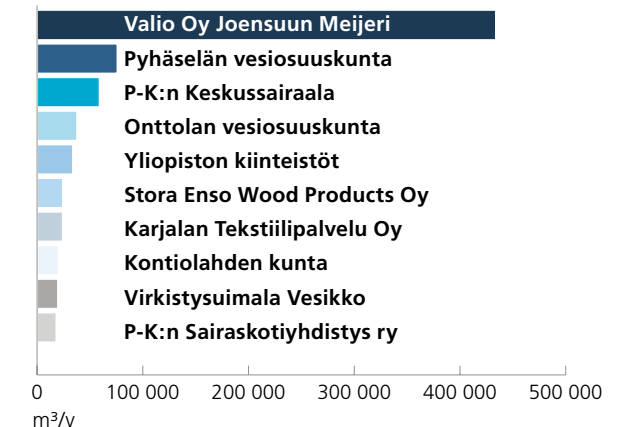 Valio Oy Joensuun Meijeri
Pyhäselän vesiosuuskunta
P-K:n Keskussairaala
Onttolan vesiosuuskunta
Yliopiston kiinteistöt
Stora Enso Wood Products Oy
Karjalan Tekstiilipalvelu Oy
Kontiolahden kunta
Virkistysuimala Vesikko
P-K:n Sairaskotiyhdistys ry
0 100 000 200 000 300 000 400 000 500 000
m³/v